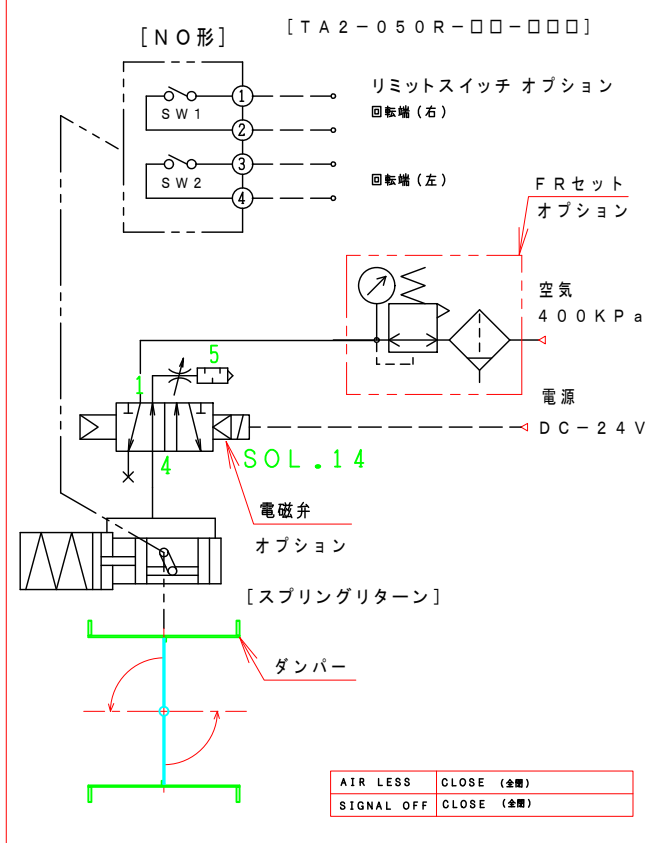 [NO形]
[TA2-050R-□□-□□□]
リミットスイッチ オプション
1
SW1
回転端(右)
2
3
SW2
回転端(左)
4
FRセット
オプション
空気
400KPa
5
1
電源
DC-24V
4
SOL.14
電磁弁
オプション
[スプリングリターン]
ダンパー
AIR LESS CLOSE (全閉)
SIGNAL OFF CLOSE (全閉)